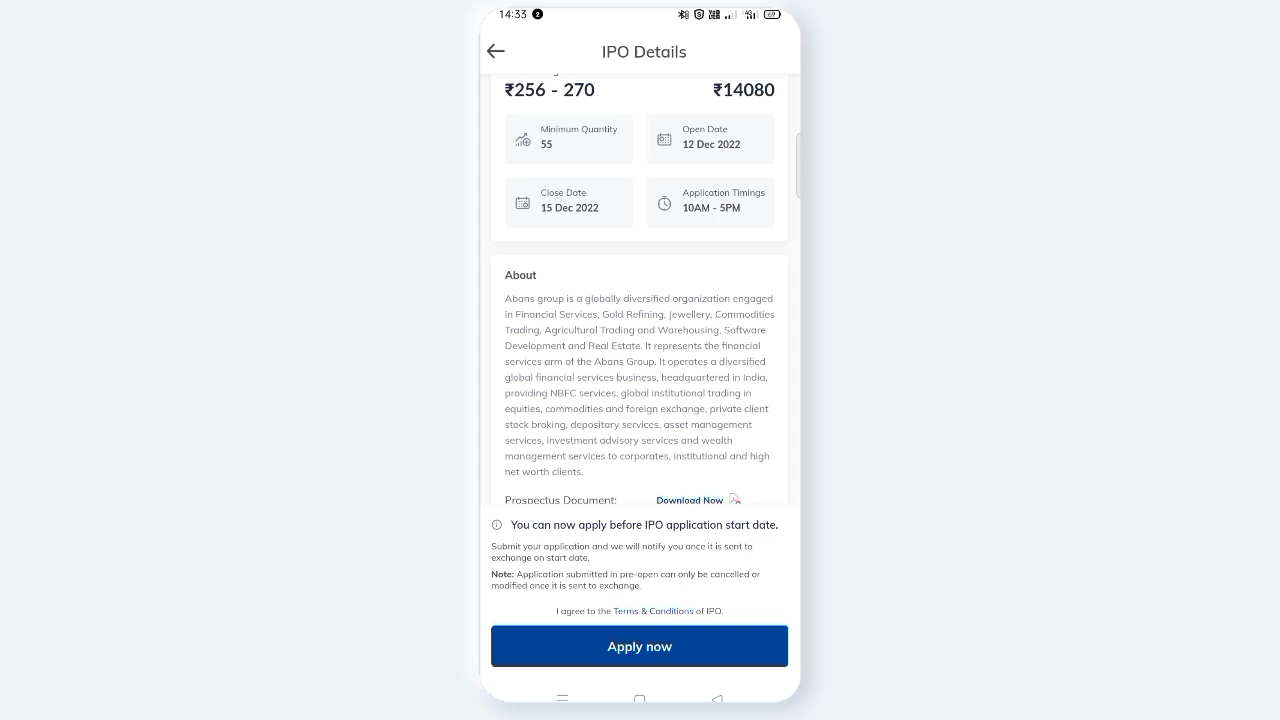 14:33 2
69
IPO Details
₹256 - 270 ₹14080
Minimum Quantity
55
Open Date
12 Dec 2022
Close Date
15 Dec 2022
Application Timings
10AM - 5PM
About
Abans group is a globally diversified organization engaged
in Financial Services, Gold Refining, Jewellery, Commodities
Trading, Agricultural Trading and Warehousing, Software
Development and Real Estate. It represents the financial
services arm of the Abans Group. It operates a diversified
global financial services business, headquartered in India,
providing NBFC services, global institutional trading in
equities, commodities and foreign exchange, private client
stock broking, depositary services, asset management
services, investment advisory services and wealth
management services to corporates, institutional and high
net worth clients.
Prospectus Document: Download Now
You can now apply before IPO application start date.
Submit your application and we will notify you once it is sent to
exchange on start date.
Note: Application submitted in pre-open can only be cancelled or
modified once it is sent to exchange.
I agree to the Terms & Conditions of IPO.
Apply now